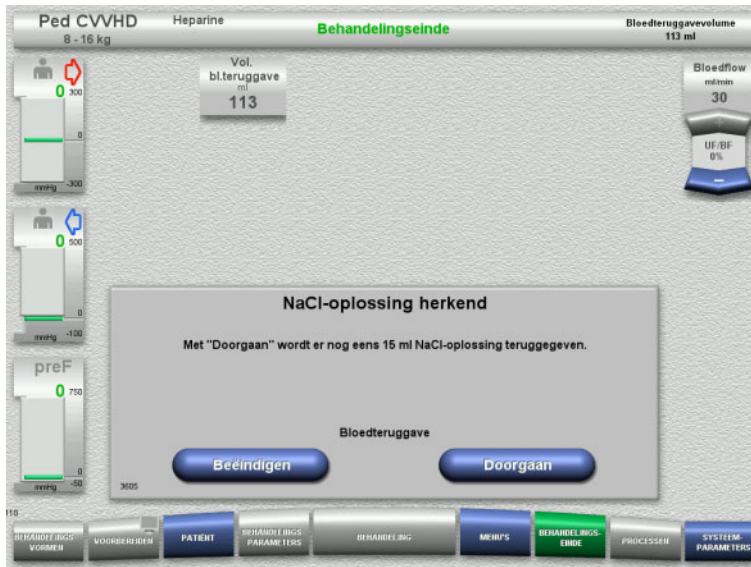 Ped CVVHD
8 - 16 kg
Heparine
Behandelingseinde
Bloedteruggavevolume
113 ml
0
300
0
-300
mmHg
Vol.
bl.teruggave
ml
113
Bloedflow
ml/min
30
+
UF/BF
0%
–
0
500
0
-100
mmHg
preF
0
750
0
-50
mmHg
NaCl-oplossing herkend
Met "Doorgaan" wordt er nog eens 15 ml NaCl-oplossing teruggegeven.
Bloedteruggave
Beëindigen
Doorgaan
3605
BEHANDELINGS-
VORMEN
VOORBEREIDEN
PATIËNT
BEHANDELINGS-
PARAMETERS
BEHANDELING
MENU'S
BEHANDELINGS-
EINDE
PROCESSEN
SYSTEEM-
PARAMETERS